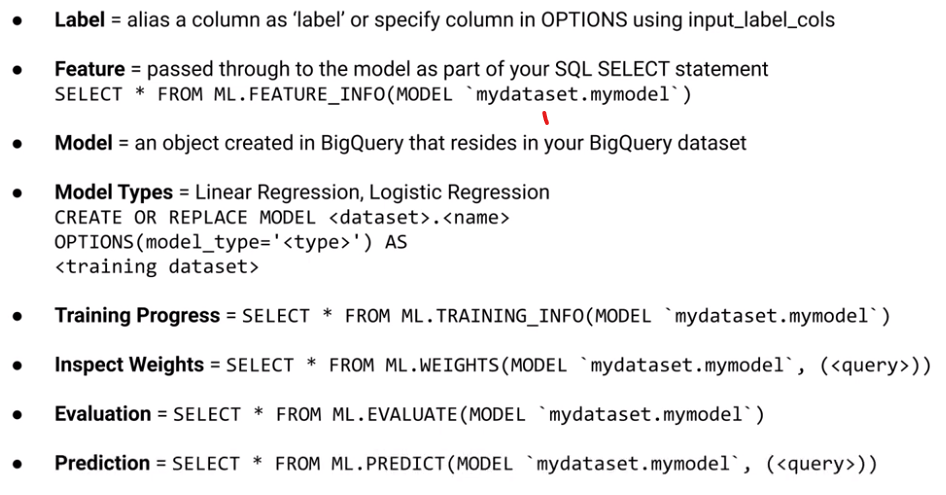 ● Label = alias a column as ‘label’ or specify column in OPTIONS using input_label_cols
● Feature = passed through to the model as part of your SQL SELECT statement
SELECT * FROM ML.FEATURE_INFO(MODEL `mydataset.mymodel`)
● Model = an object created in BigQuery that resides in your BigQuery dataset
● Model Types = Linear Regression, Logistic Regression
CREATE OR REPLACE MODEL <dataset>.<name>
OPTIONS(model_type='<type>') AS
<training dataset>
● Training Progress = SELECT * FROM ML.TRAINING_INFO(MODEL `mydataset.mymodel`)
● Inspect Weights = SELECT * FROM ML.WEIGHTS(MODEL `mydataset.mymodel`, (<query>))
● Evaluation = SELECT * FROM ML.EVALUATE(MODEL `mydataset.mymodel`)
● Prediction = SELECT * FROM ML.PREDICT(MODEL `mydataset.mymodel`, (<query>))